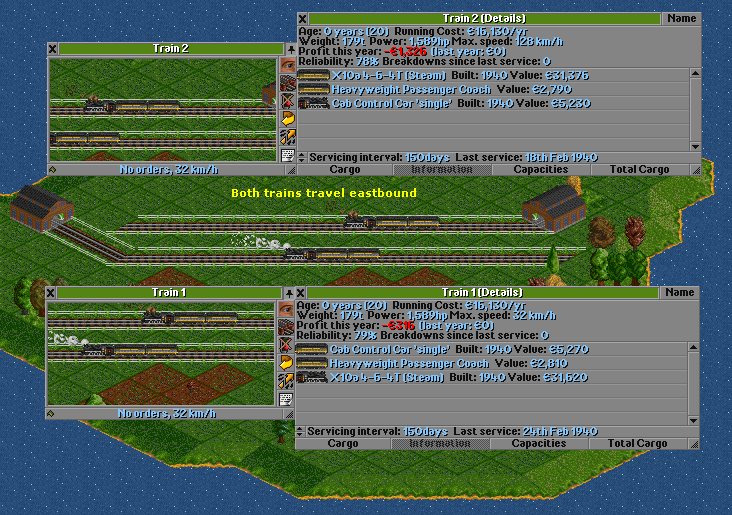 Train 2 (Details)
Name
Age: 0 years (20) Running Cost: €16,130/yr
Weight: 179t Power: 1,589hp Max. speed: 128 km/h
Profit this year: -€1,326 (last year: €0)
Reliability: 78% Breakdowns since last service: 0
X10a 4-6-4T (Steam) Built: 1940 Value: €31,376
Heavyweight Passenger Coach Value: €2,790
Cab Control Car 'single' Built: 1940 Value: €5,230
Servicing interval: 150days Last service: 18th Feb 1940
Cargo
Information
Capacities
Total Cargo
Train 2
No orders, 32 km/h
Both trains travel eastbound
Train 1
No orders, 32 km/h
Train 1 (Details)
Name
Age: 0 years (20) Running Cost: €16,130/yr
Weight: 179t Power: 1,589hp Max. speed: 32 km/h
Profit this year: -€316 (last year: €0)
Reliability: 79% Breakdowns since last service: 0
Cab Control Car 'single' Built: 1940 Value: €5,270
Heavyweight Passenger Coach Value: €2,810
X10a 4-6-4T (Steam) Built: 1940 Value: €31,620
Servicing interval: 150days Last service: 24th Feb 1940
Cargo
Information
Capacities
Total Cargo